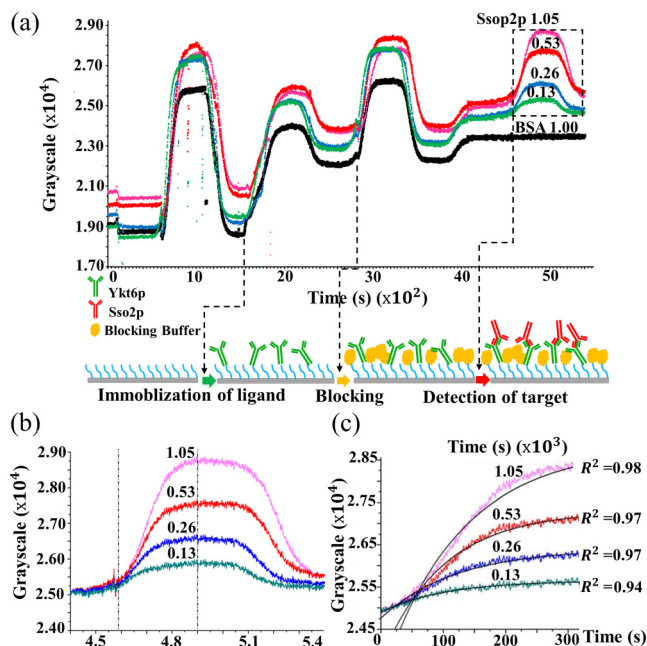 (a)
Ssop2p 1.05
0.53
0.26
0.13
BSA 1.00
Grayscale (x10⁴)
2.90
2.70
2.50
2.30
2.10
1.90
1.70
0 10 20 30 40 50
Time (s) (×10²)
Ykt6p
Sso2p
Blocking Buffer
Immoblization of ligand
Blocking
Detection of target
(b)
Grayscale (x10⁴)
2.90
2.80
2.70
2.60
2.50
2.40
1.05
0.53
0.26
0.13
4.5 4.8 5.1 5.4
(c)
Time (s) (×10³)
Grayscale (x10⁴)
2.85
2.75
2.65
2.55
2.45
1.05
0.53
0.26
0.13
R² =0.98
R² =0.97
R² =0.97
R² =0.94
0 100 200 300 Time (s)